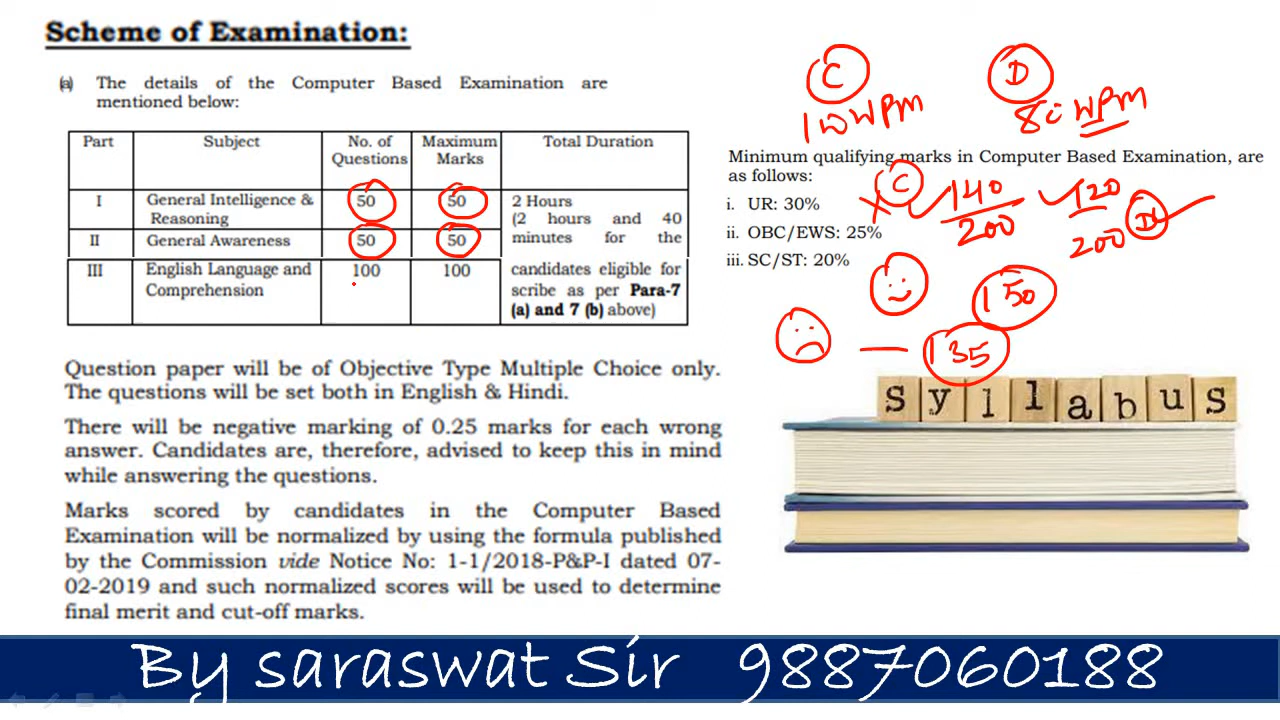 Scheme of Examination:
(a) The details of the Computer Based Examination are
mentioned below:
Part Subject No. of Questions Maximum Marks Total Duration
I General Intelligence & Reasoning 50 50 2 Hours
(2 hours and 40
II General Awareness 50 50 minutes for the
III English Language and Comprehension 100 100 candidates eligible for
scribe as per Para-7
(a) and 7 (b) above)
Question paper will be of Objective Type Multiple Choice only.
The questions will be set both in English & Hindi.
There will be negative marking of 0.25 marks for each wrong
answer. Candidates are, therefore, advised to keep this in mind
while answering the questions.
Marks scored by candidates in the Computer Based
Examination will be normalized by using the formula published
by the Commission vide Notice No: 1-1/2018-P&P-I dated 07-
02-2019 and such normalized scores will be used to determine
final merit and cut-off marks.
C D
100 WPM 80 WPM
Minimum qualifying marks in Computer Based Examination, are
as follows:
C 140 120
200 200 D
i. UR: 30%
ii. OBC/EWS: 25%
iii. SC/ST: 20%
150
135
syllabus
By saraswat Sir 9887060188